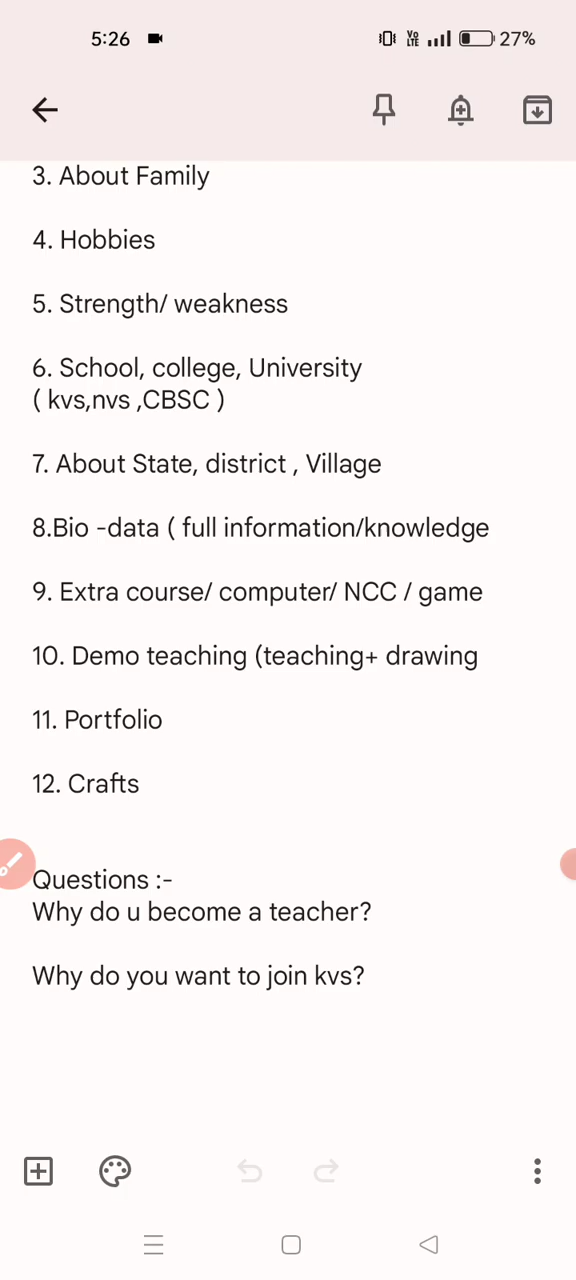 5:26
Vo LTE 27%
3. About Family
4. Hobbies
5. Strength/ weakness
6. School, college, University
( kvs,nvs ,CBSC )
7. About State, district , Village
8.Bio -data ( full information/knowledge
9. Extra course/ computer/ NCC / game
10. Demo teaching (teaching+ drawing
11. Portfolio
12. Crafts
Questions :-
Why do u become a teacher?
Why do you want to join kvs?